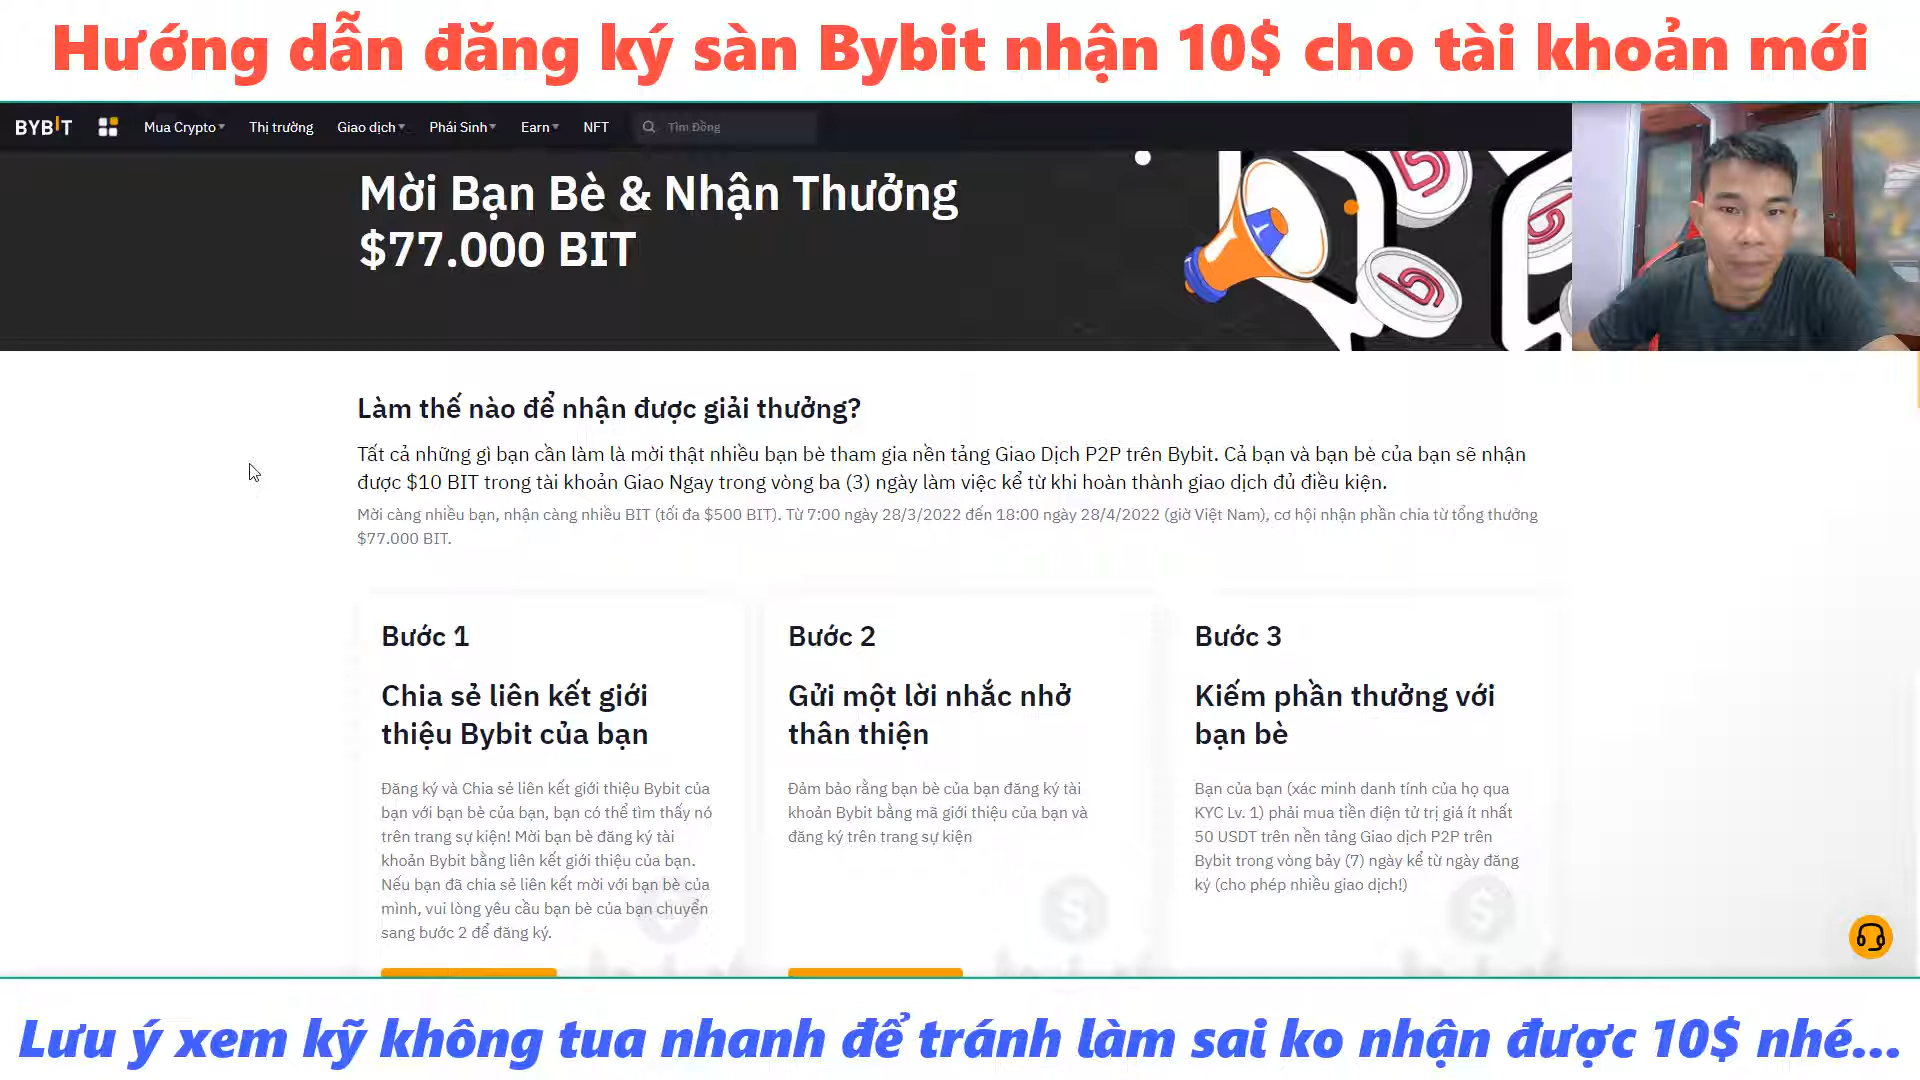 Hướng dẫn đăng ký sàn Bybit nhận 10$ cho tài khoản mới
BYBIT Mua Crypto Thị trường Giao dịch Phái Sinh Earn NFT Tìm Đồng
Mời Bạn Bè & Nhận Thưởng
$77.000 BIT
Làm thế nào để nhận được giải thưởng?
Tất cả những gì bạn cần làm là mời thật nhiều bạn bè tham gia nền tảng Giao Dịch P2P trên Bybit. Cả bạn và bạn bè của bạn sẽ nhận
được $10 BIT trong tài khoản Giao Ngay trong vòng ba (3) ngày làm việc kể từ khi hoàn thành giao dịch đủ điều kiện.
Mời càng nhiều bạn, nhận càng nhiều BIT (tối đa $500 BIT). Từ 7:00 ngày 28/3/2022 đến 18:00 ngày 28/4/2022 (giờ Việt Nam), cơ hội nhận phần chia từ tổng thưởng
$77.000 BIT.
Bước 1
Chia sẻ liên kết giới
thiệu Bybit của bạn
Đăng ký và Chia sẻ liên kết giới thiệu Bybit của
bạn với bạn bè của bạn, bạn có thể tìm thấy nó
trên trang sự kiện! Mời bạn bè đăng ký tài
khoản Bybit bằng liên kết giới thiệu của bạn.
Nếu bạn đã chia sẻ liên kết mời với bạn bè của
mình, vui lòng yêu cầu bạn bè của bạn chuyển
sang bước 2 để đăng ký.
Bước 2
Gửi một lời nhắc nhở
thân thiện
Đảm bảo rằng bạn bè của bạn đăng ký tài
khoản Bybit bằng mã giới thiệu của bạn và
đăng ký trên trang sự kiện
Bước 3
Kiếm phần thưởng với
bạn bè
Bạn của bạn (xác minh danh tính của họ qua
KYC Lv. 1) phải mua tiền điện tử trị giá ít nhất
50 USDT trên nền tảng Giao dịch P2P trên
Bybit trong vòng bảy (7) ngày kể từ ngày đăng
ký (cho phép nhiều giao dịch!)
Lưu ý xem kỹ không tua nhanh để tránh làm sai ko nhận được 10$ nhé...